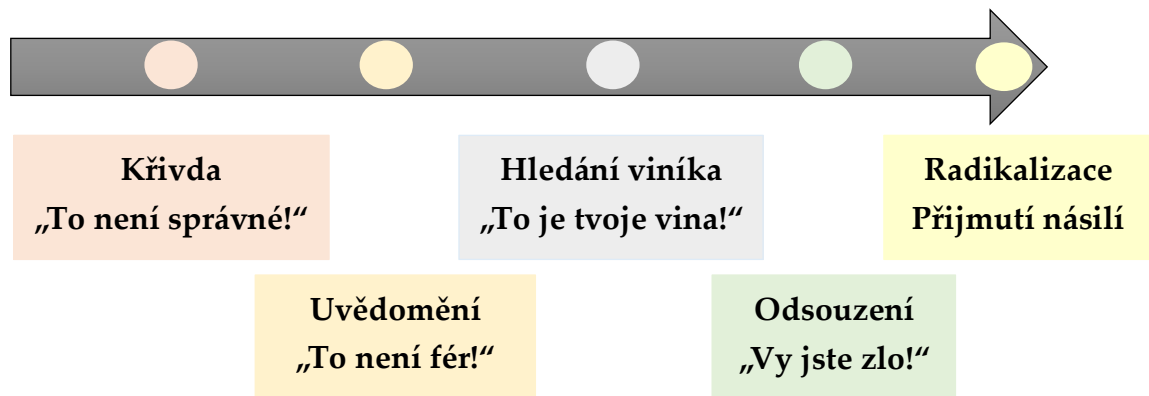 Křivda
„To není správné!“
Uvědomění
„To není fér!“
Hledání viníka
„To je tvoje vina!“
Odsouzení
„Vy jste zlo!“
Radikalizace
Přijmutí násilí